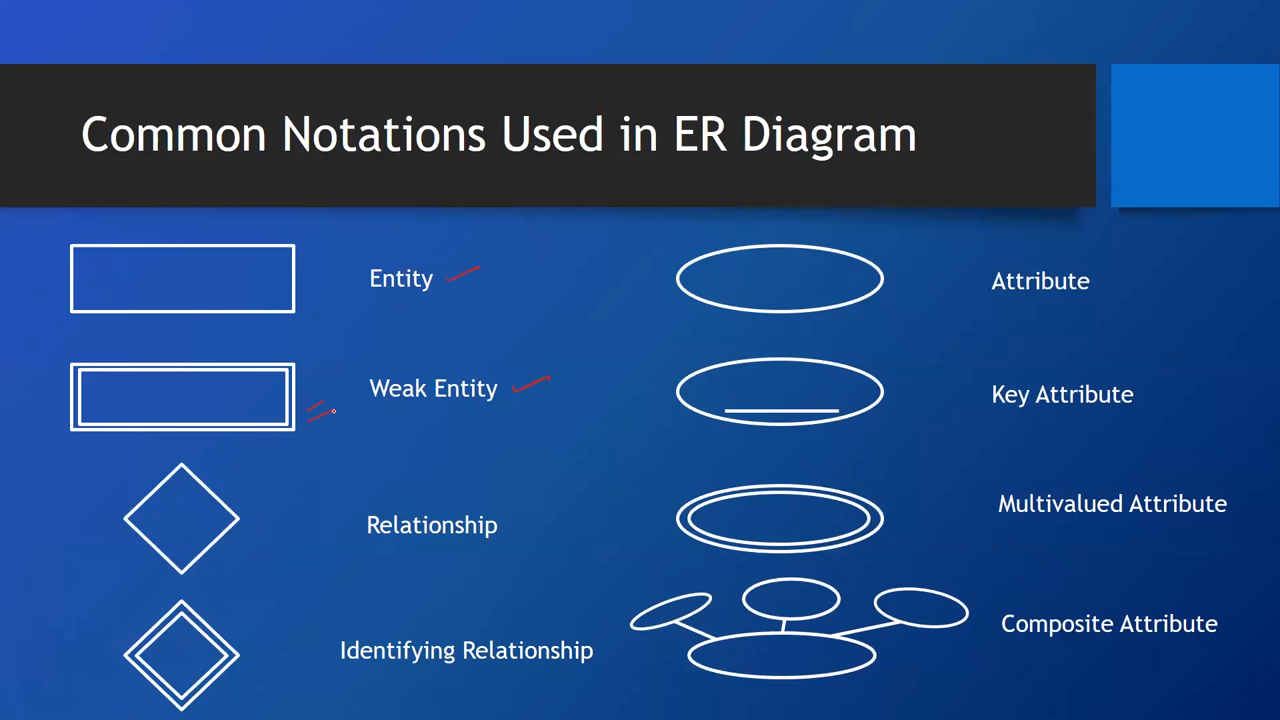 Common Notations Used in ER Diagram
Entity
Attribute
Weak Entity
Key Attribute
Relationship
Multivalued Attribute
Identifying Relationship
Composite Attribute